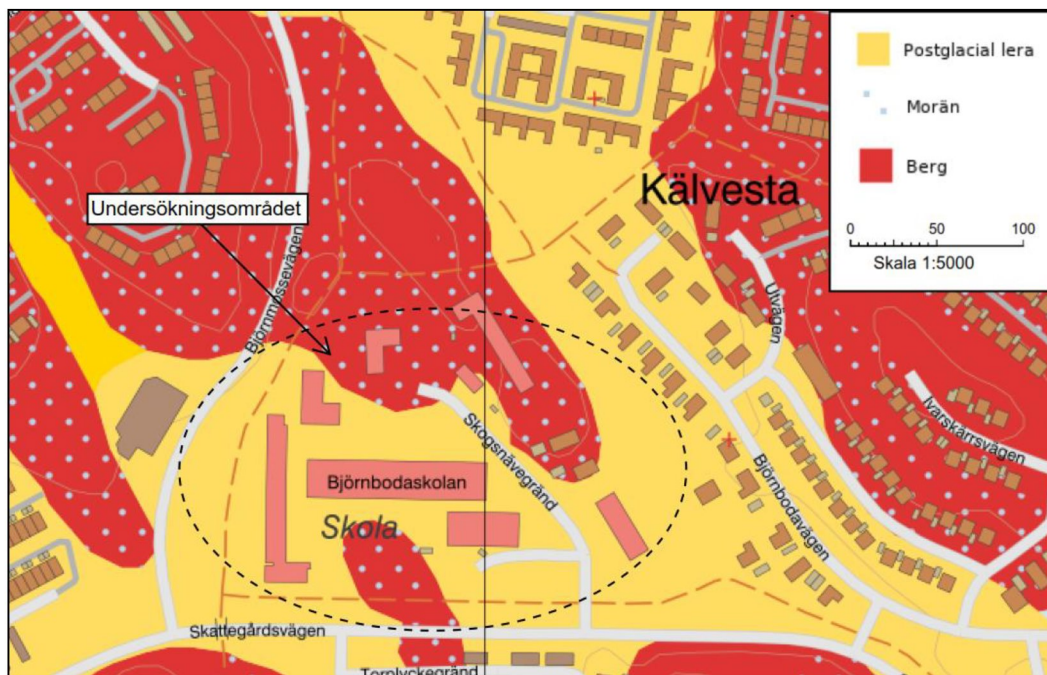 Postglacial lera
Morän
Berg
0 50 100
Skala 1:5000
Kälvesta
Undersökningsområdet
Björnmossevägen
Utvägen
Ivarskärrsvägen
Skogsnävegränd
Björnbodaskolan
Skola
Björnbodavägen
Skattegårdsvägen
Torplyckegränd